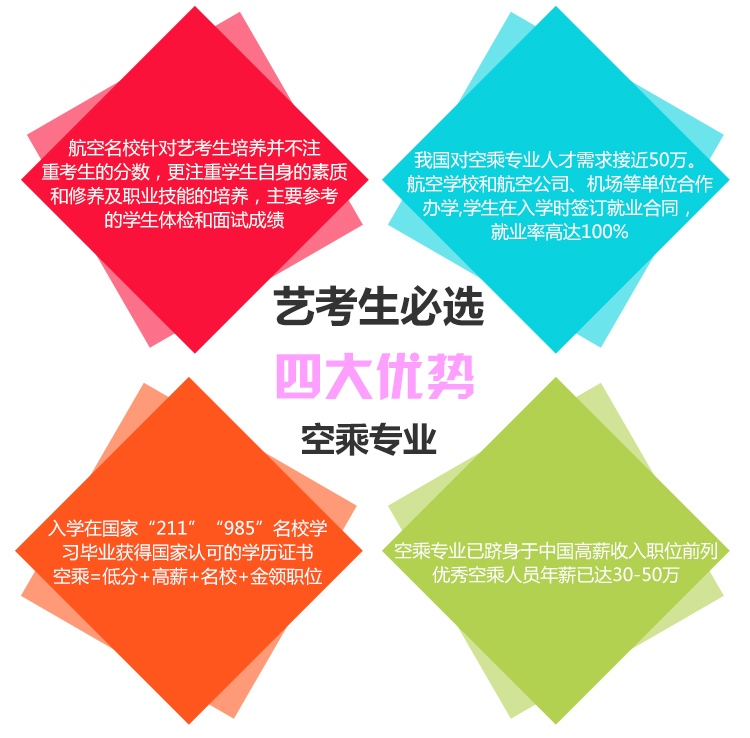 航空名校针对艺考生培养并不注
重考生的分数，更注重学生自身的素质
和修养及职业技能的培养，主要参考
的学生体检和面试成绩
我国对空乘专业人才需求接近50万。
航空学校和航空公司、机场等单位合作
办学,学生在入学时签订就业合同，
就业率高达100%
艺考生必选
四大优势
空乘专业
入学在国家“211”“985”名校学
习毕业获得国家认可的学历证书
空乘=低分+高薪+名校+金领职位
空乘专业已跻身于中国高薪收入职位前列
优秀空乘人员年薪已达30-50万